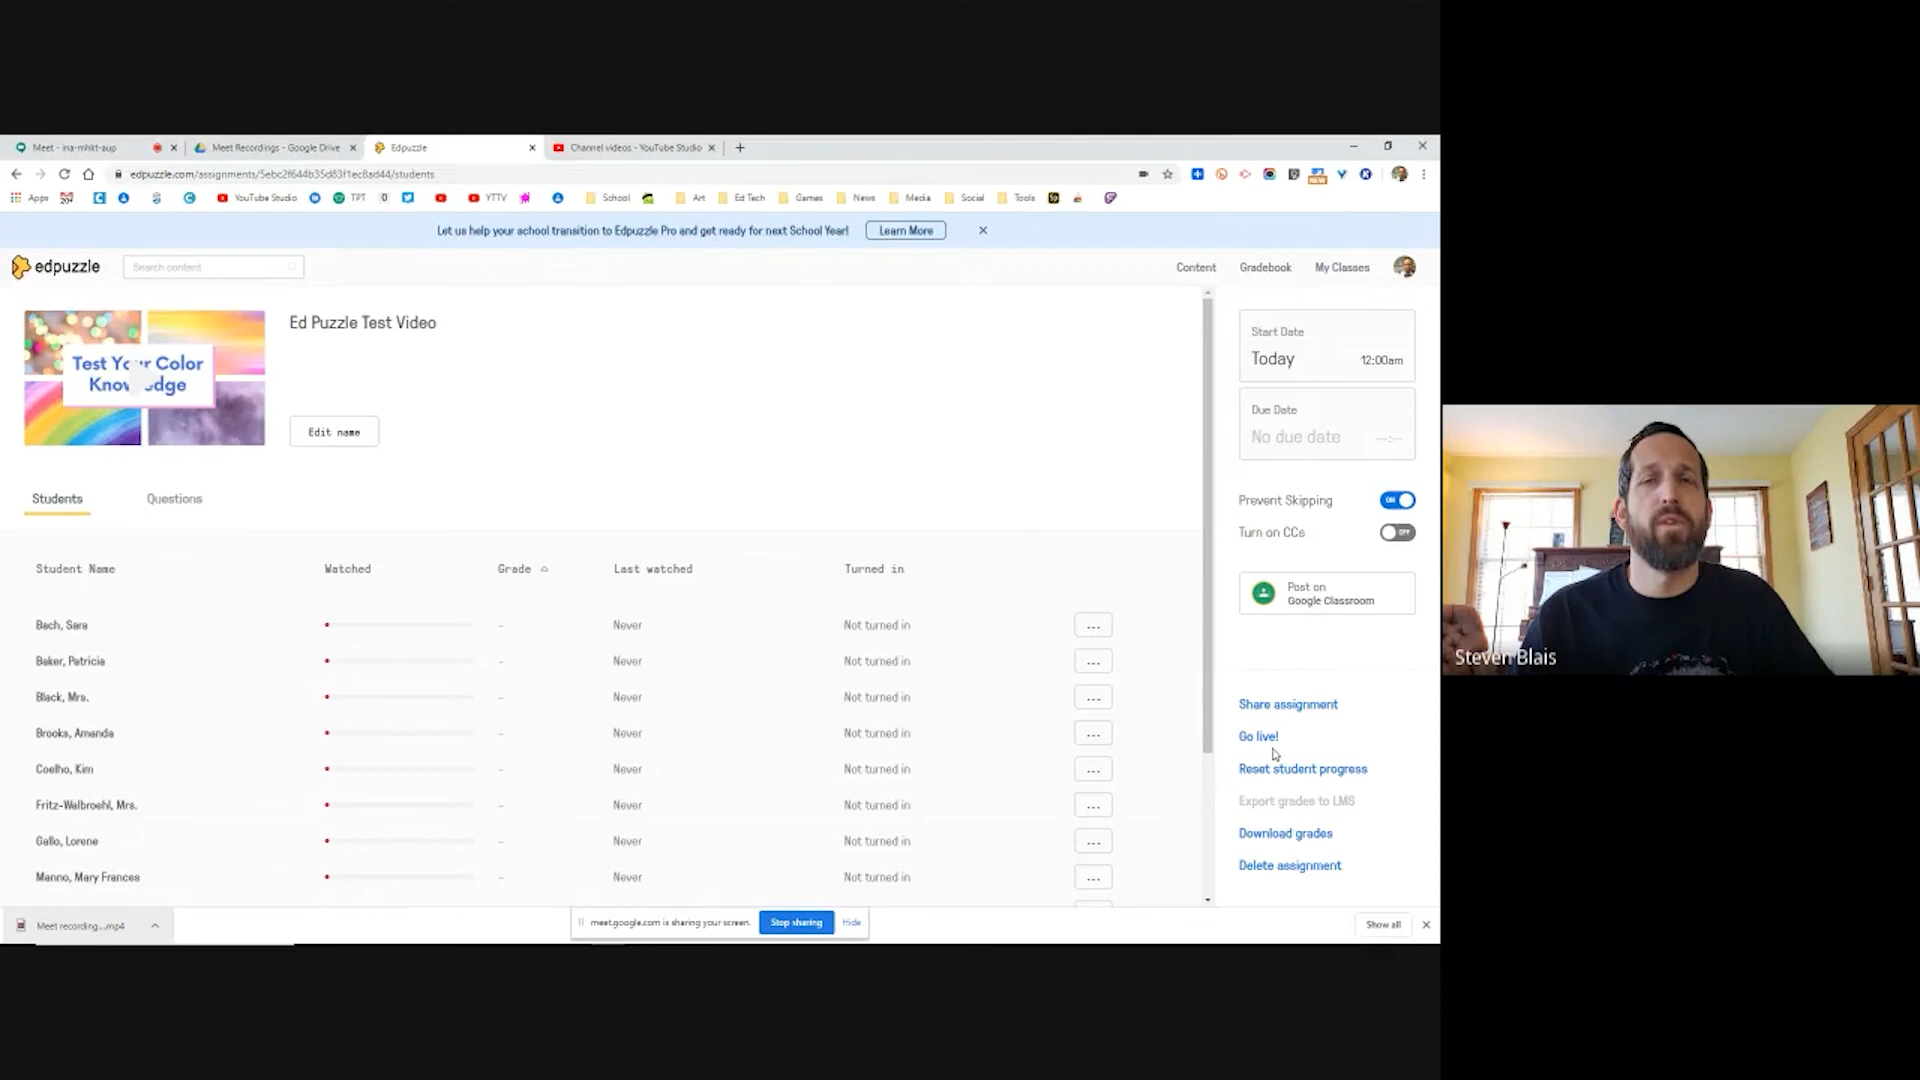 Meet - ina-mhkt-aup
Meet Recordings - Google Drive
Edpuzzle
Channel videos - YouTube Studio
edpuzzle.com/assignments/5ebc2f644b35d83f1ec8ad44/students
Apps
YouTube Studio
TPT
YTTV
School
Art
Ed Tech
Games
News
Media
Social
Tools
Let us help your school transition to Edpuzzle Pro and get ready for next School Year!
Learn More
edpuzzle
Search content
Content
Gradebook
My Classes
Test Your Color
Knowledge
Ed Puzzle Test Video
Edit name
Students
Questions
Student Name Watched Grade Last watched Turned in
Bach, Sara - Never Not turned in ...
Baker, Patricia - Never Not turned in ...
Black, Mrs. - Never Not turned in ...
Brooks, Amanda - Never Not turned in ...
Coelho, Kim - Never Not turned in ...
Fritz-Walbroehl, Mrs. - Never Not turned in ...
Gallo, Lorene - Never Not turned in ...
Manno, Mary Frances - Never Not turned in ...
Start Date
Today 12:00am
Due Date
No due date --:--
Prevent Skipping ON
Turn on CCs OFF
Post on
Google Classroom
Share assignment
Go live!
Reset student progress
Export grades to LMS
Download grades
Delete assignment
Meet recording...mp4
meet.google.com is sharing your screen.
Stop sharing
Hide
Show all
Steven Blais